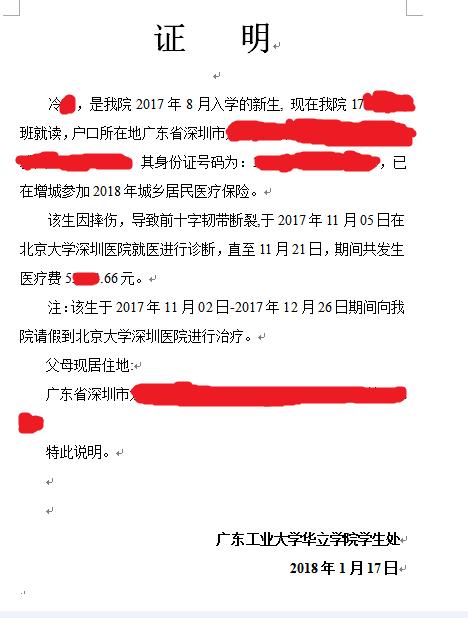 证 明
冷，是我院 2017 年 8 月入学的新生, 现在我院 17
班就读，户口所在地广东省深圳市
其身份证号码为：，已
在增城参加 2018 年城乡居民医疗保险。
该生因摔伤，导致前十字韧带断裂,于 2017 年 11 月 05 日在
北京大学深圳医院就医进行诊断，直至 11 月 21 日，期间共发生
医疗费 5.66 元。
注：该生于 2017 年 11 月 02 日-2017 年 12 月 26 日期间向我
院请假到北京大学深圳医院进行治疗。
父母现居住地:
广东省深圳市
特此说明。
广东工业大学华立学院学生处
2018 年 1 月 17 日